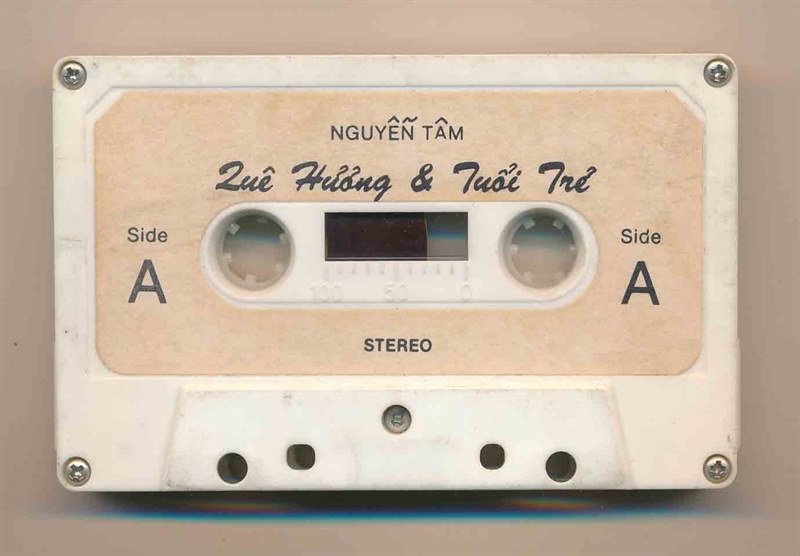 NGUYỄN TÂM
Quê Hương & Tuổi Trẻ
Side A
Side A
100 50 0
STEREO